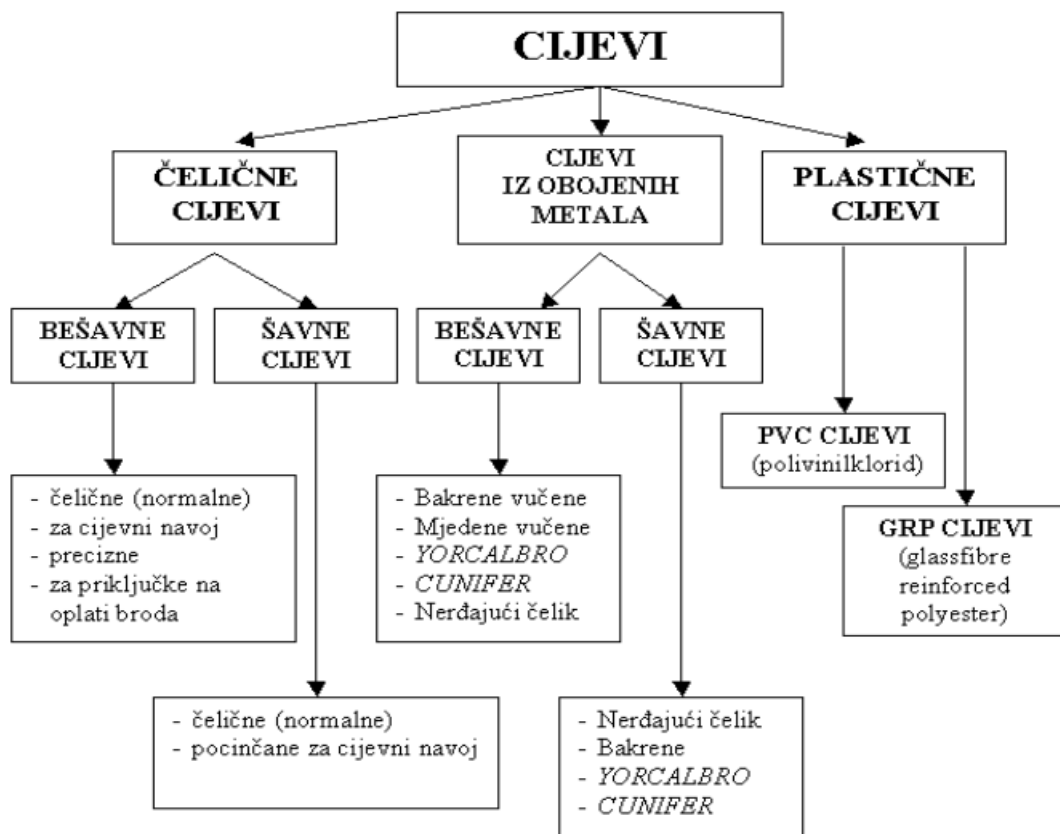 CIJEVI
ČELIČNE
CIJEVI
CIJEVI
IZ OBOJENIH
METALA
PLASTIČNE
CIJEVI
BEŠAVNE
CIJEVI
ŠAVNE
CIJEVI
BEŠAVNE
CIJEVI
ŠAVNE
CIJEVI
PVC CIJEVI
(polivinilklorid)
- čelične (normalne)
- za cijevni navoj
- precizne
- za priključke na
oplati broda
- Bakrene vučene
- Mjedene vučene
- YORCALBRO
- CUNIFER
- Nerđajući čelik
GRP CIJEVI
(glassfibre
reinforced
polyester)
- čelične (normalne)
- pocinčane za cijevni navoj
- Nerđajući čelik
- Bakrene
- YORCALBRO
- CUNIFER